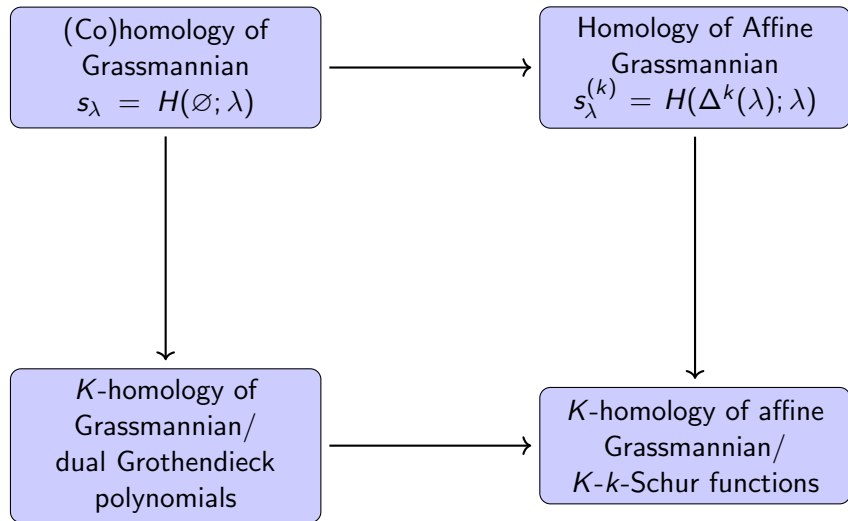 (Co)homology of
Grassmannian
s_λ = H(∅; λ)
Homology of Affine
Grassmannian
s_λ^{(k)} = H(Δ^k(λ); λ)
K-homology of
Grassmannian/
dual Grothendieck
polynomials
K-homology of affine
Grassmannian/
K-k-Schur functions